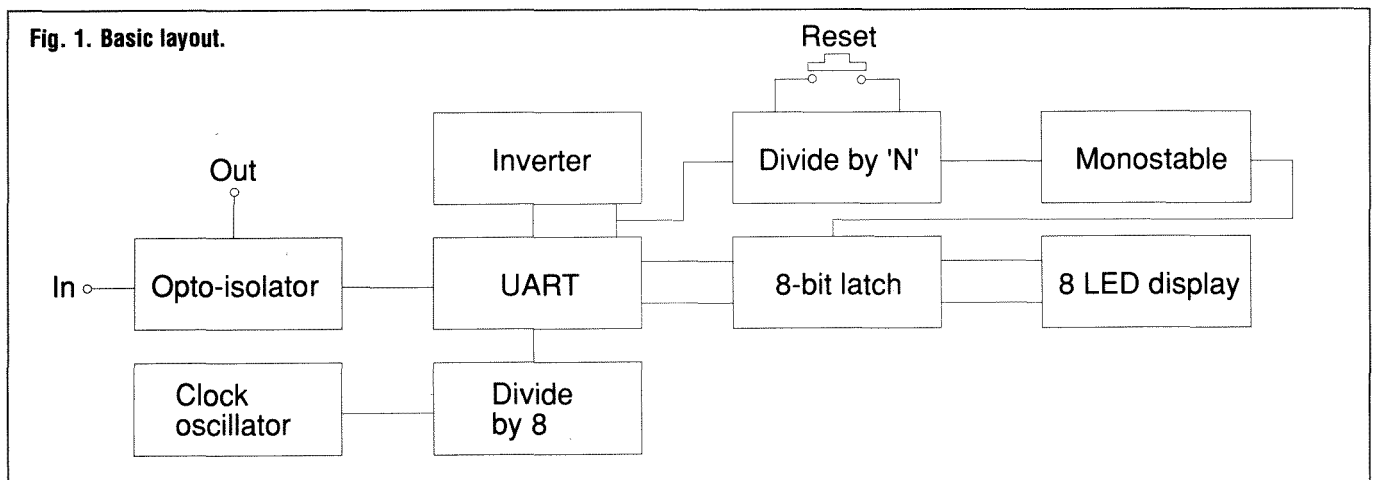 Fig. 1. Basic layout.
Reset
Inverter
Divide by 'N'
Monostable
Out
In
Opto-isolator
UART
8-bit latch
8 LED display
Clock
oscillator
Divide
by 8